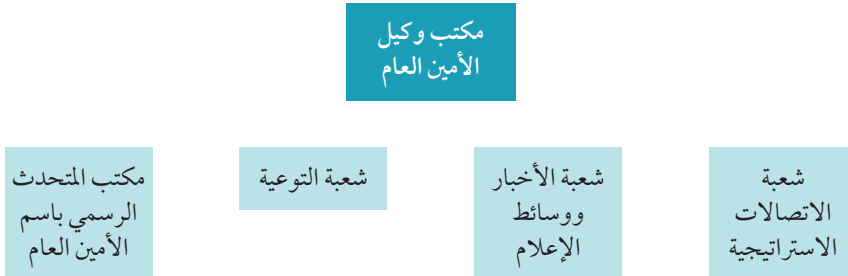 مكتب وكيل
الأمين العام
شعبة
الاتصالات
الاستراتيجية
شعبة الأخبار
ووسائط
الإعلام
شعبة التوعية
مكتب المتحدث
الرسمي باسم
الأمين العام